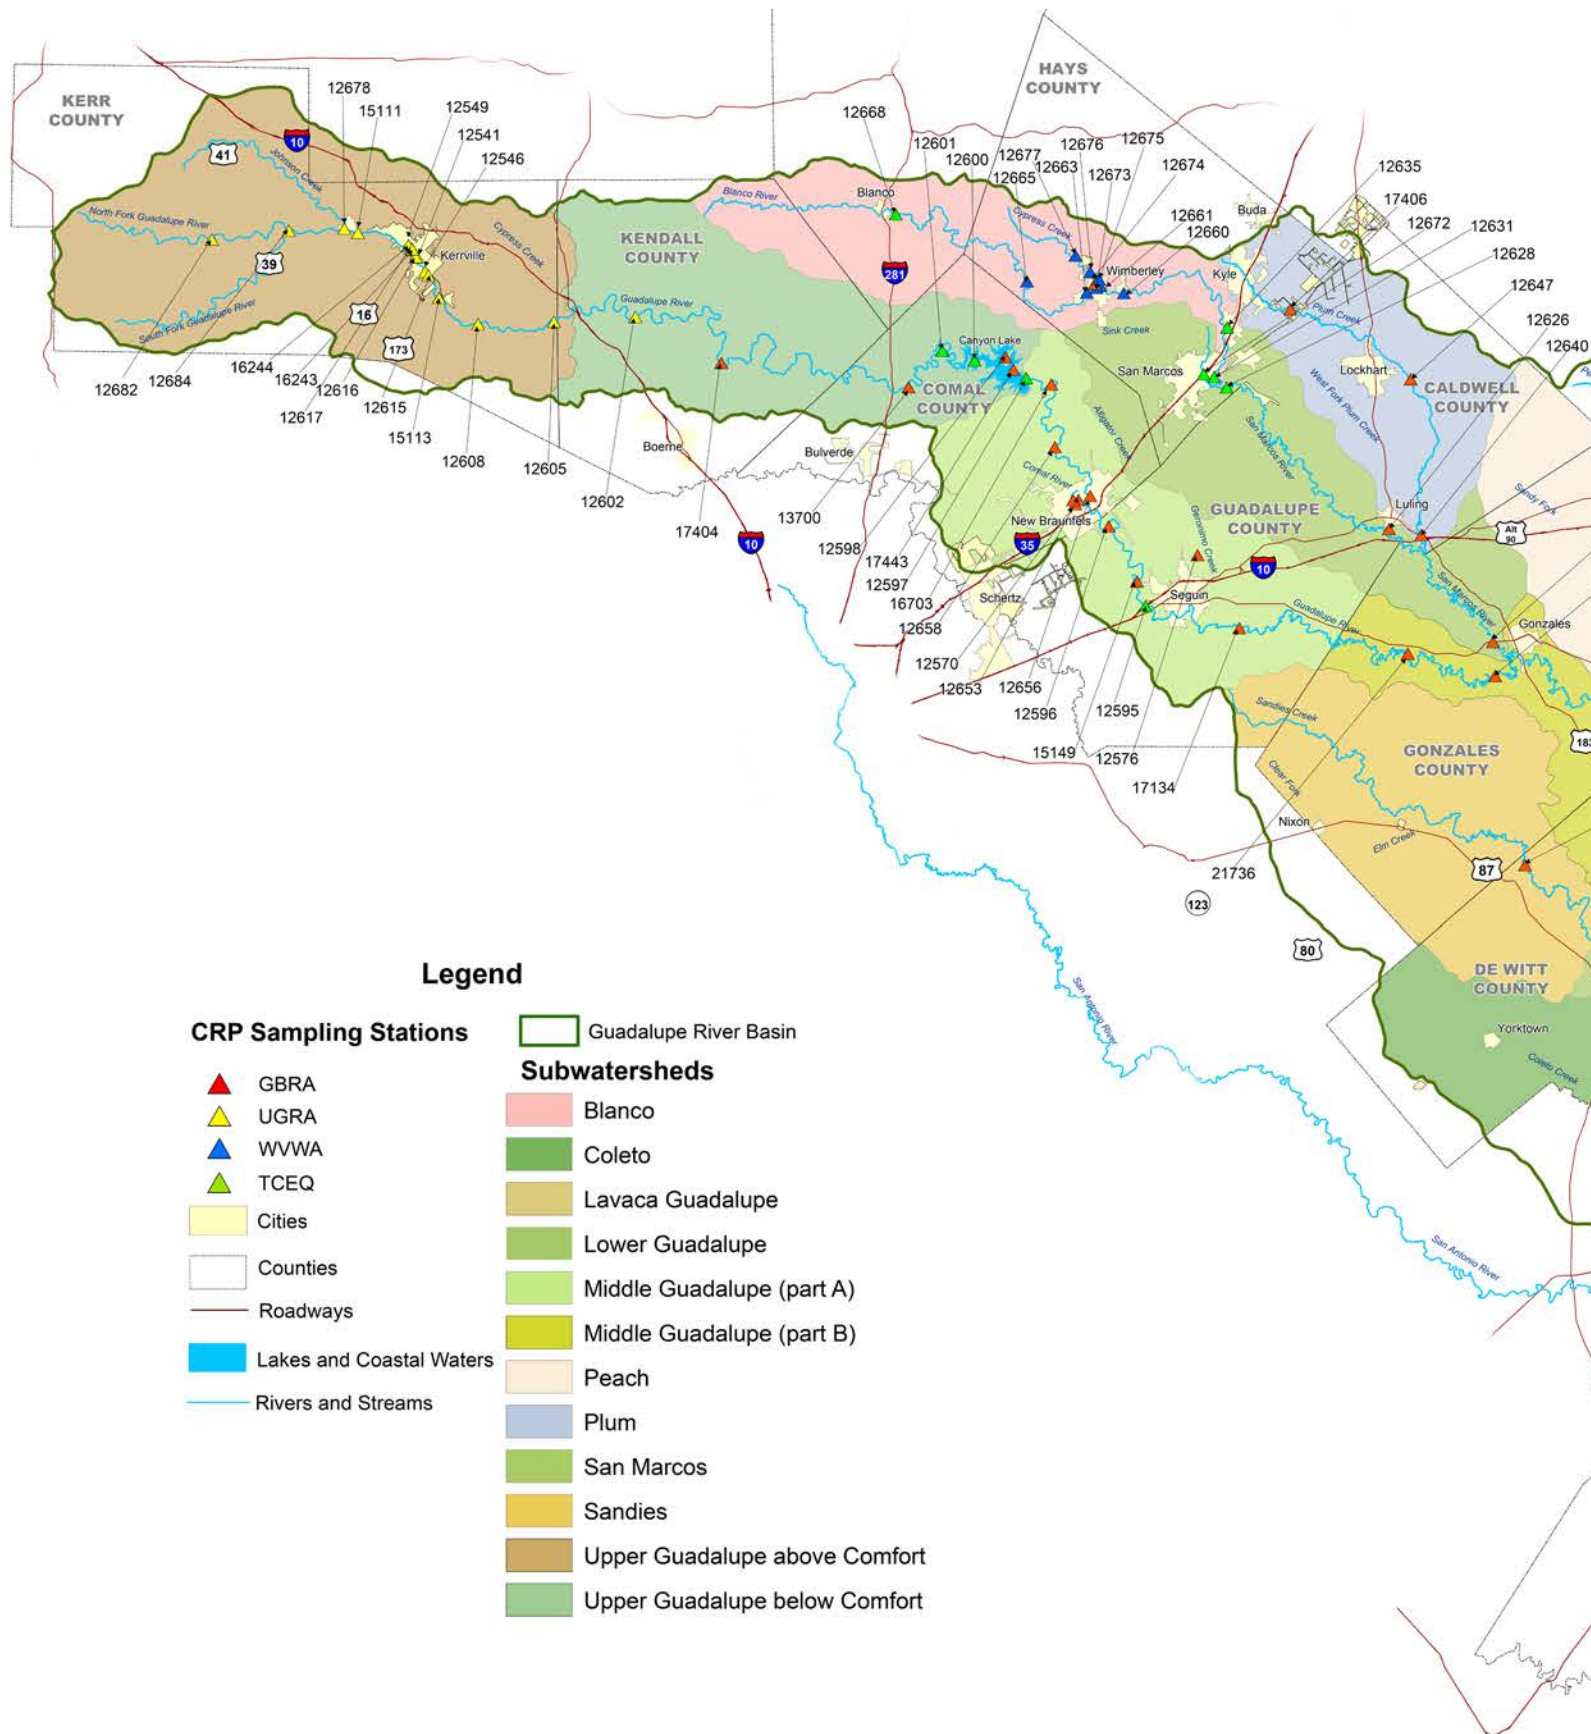 HAYS
COUNTY
KERR
COUNTY
12678
15111
12549
12541
12546
12668
12601
12600
12677
12665
12676
12663
12675
12673
12674
12661
12660
12635
17406
12672
12631
12628
12647
12626
12640
41
10
Johnson Creek
North Fork Guadalupe River
39
South Fork Guadalupe River
Kerrville
Cypress Creek
16
173
KENDALL
COUNTY
Guadalupe River
Blanco River
Blanco
281
Cypress Creek
Wimberley
Buda
Kyle
Sink Creek
Plum Creek
Canyon Lake
San Marcos
Lockhart
West Fork Plum Creek
CALDWELL
COUNTY
COMAL
COUNTY
Alligator Creek
San Marcos River
12682
12684
16244
16243
12616
12617
12615
15113
12608
12605
12602
17404
Boerne
Bulverde
13700
12598
17443
12597
16703
12658
12570
12653
12656
12596
15149
12595
12576
17134
21736
10
Comal River
New Braunfels
35
Schertz
Geronimo Creek
GUADALUPE
COUNTY
10
Seguin
Guadalupe River
Luling
Alt
90
Sandy Fork
San Marcos River
Gonzales
Sandies Creek
GONZALES
COUNTY
183
Clear Fork
Nixon
Elm Creek
87
123
80
DE WITT
COUNTY
Yorktown
Coleto Creek
San Antonio River
San Antonio River
Legend
CRP Sampling Stations
GBRA
UGRA
WVWA
TCEQ
Cities
Counties
Roadways
Lakes and Coastal Waters
Rivers and Streams
Guadalupe River Basin
Subwatersheds
Blanco
Coleto
Lavaca Guadalupe
Lower Guadalupe
Middle Guadalupe (part A)
Middle Guadalupe (part B)
Peach
Plum
San Marcos
Sandies
Upper Guadalupe above Comfort
Upper Guadalupe below Comfort